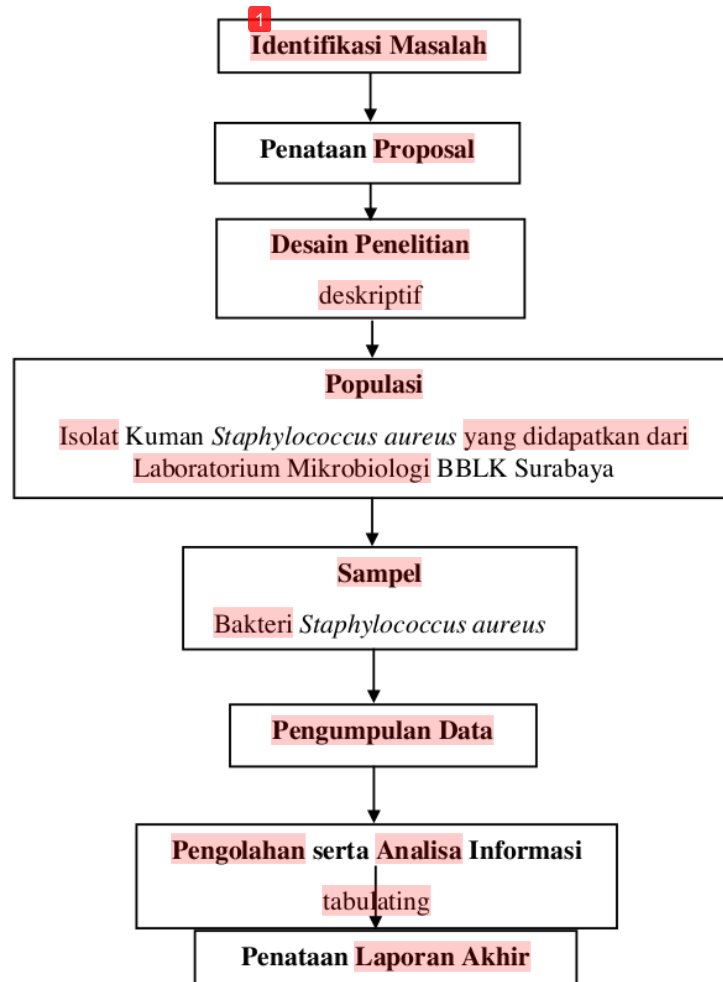 1
Identifikasi Masalah
Penataan Proposal
Desain Penelitian
deskriptif
Populasi
Isolat Kuman Staphylococcus aureus yang didapatkan dari
Laboratorium Mikrobiologi BBLK Surabaya
Sampel
Bakteri Staphylococcus aureus
Pengumpulan Data
Pengolahan serta Analisa Informasi
tabulating
Penataan Laporan Akhir